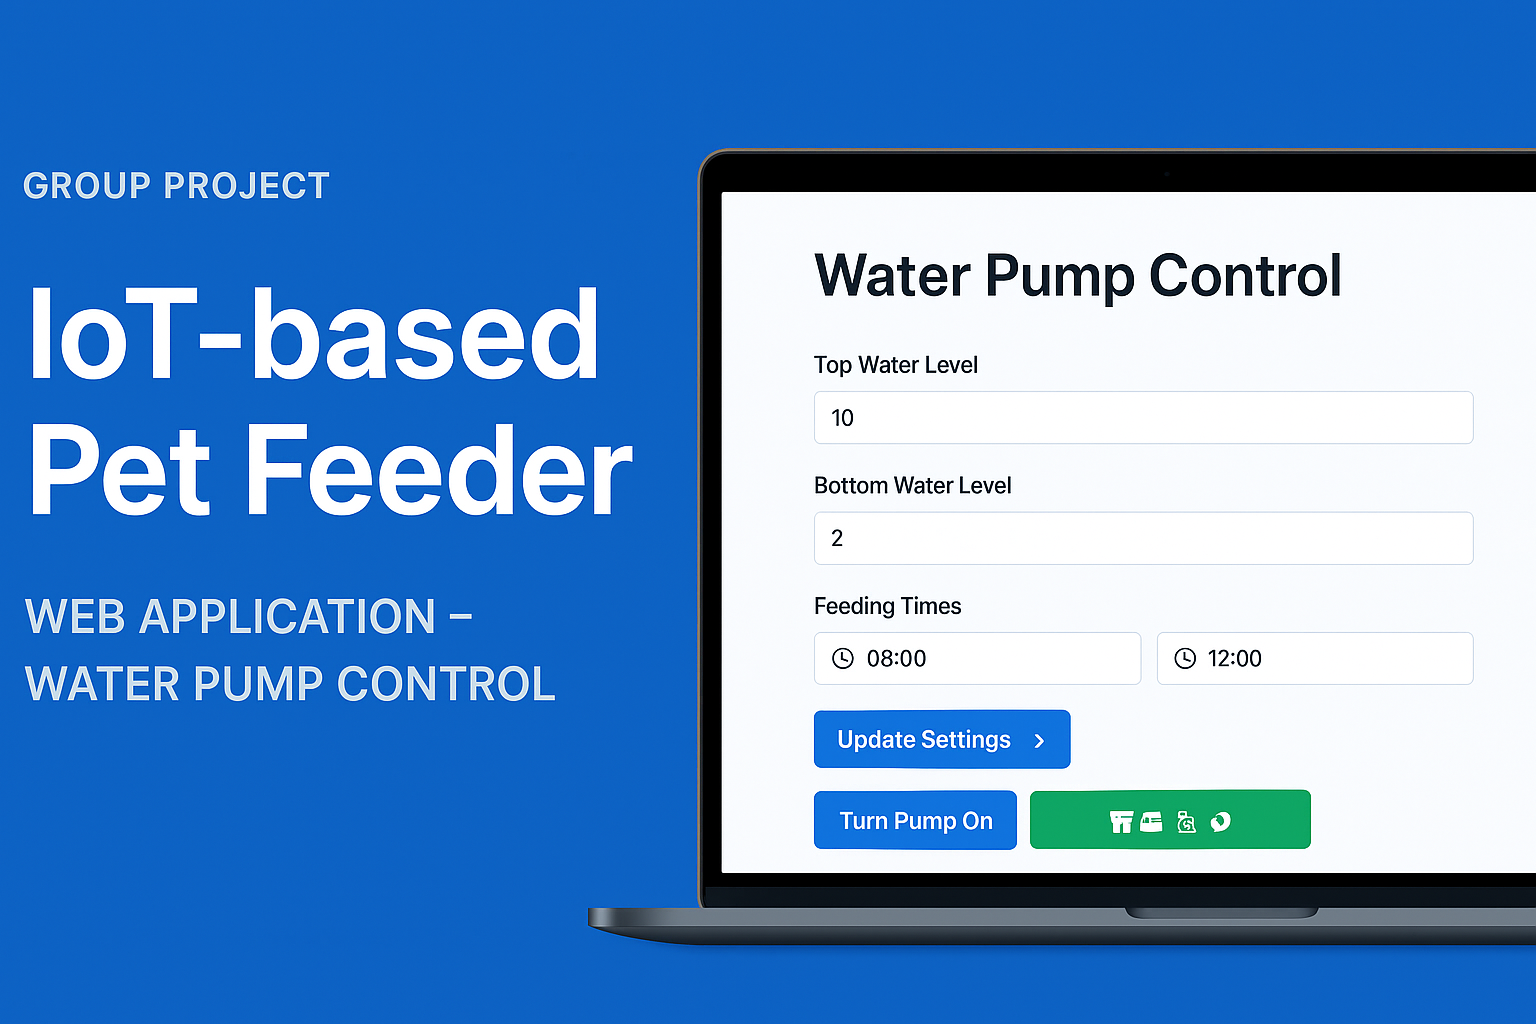 GROUP PROJECT
IoT-based
Pet Feeder
WEB APPLICATION –
WATER PUMP CONTROL
Water Pump Control
Top Water Level
10
Bottom Water Level
2
Feeding Times
08:00
12:00
Update Settings
Turn Pump On